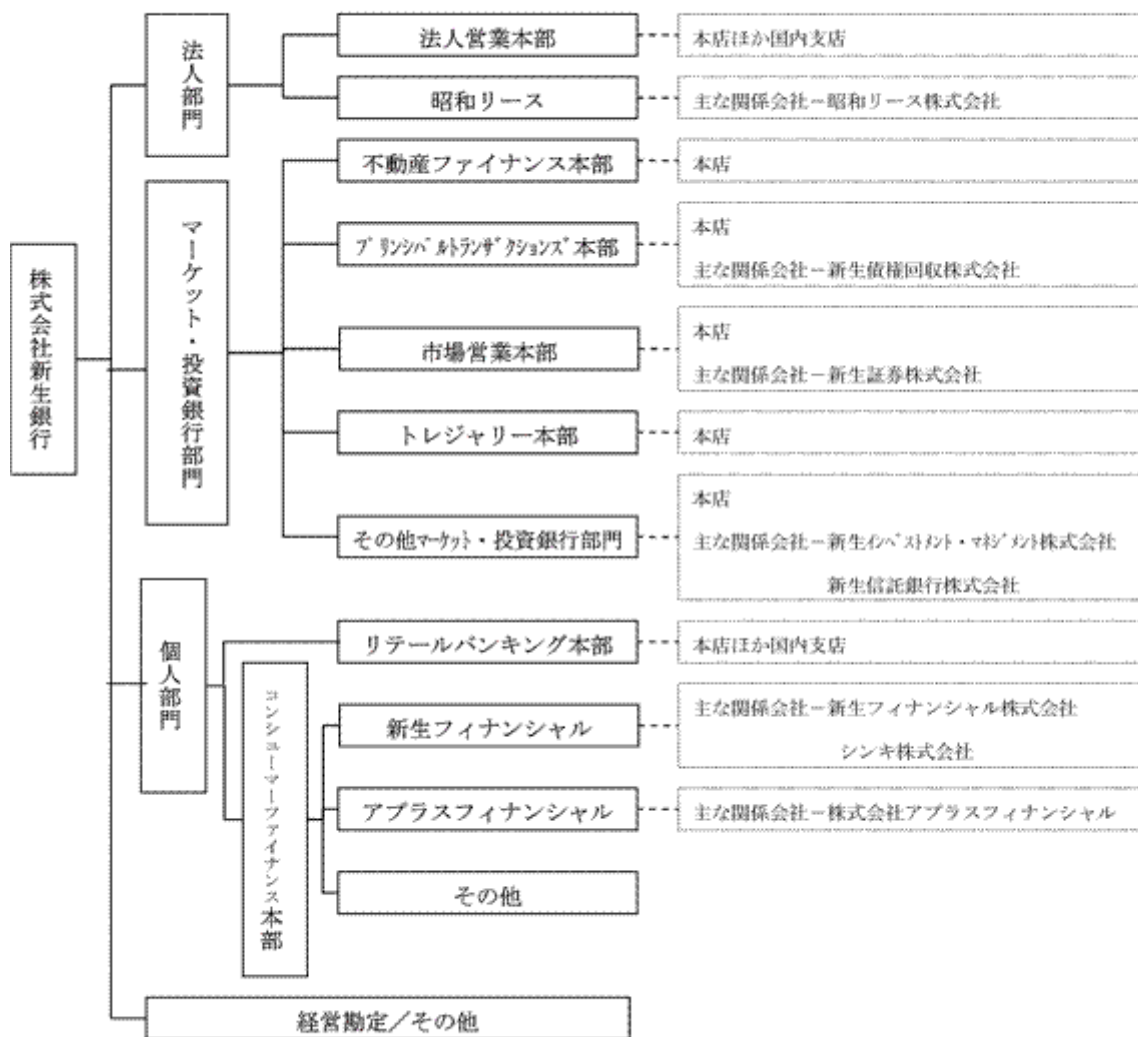 株式会社新生銀行
法人部門
法人営業本部
本店ほか国内支店
昭和リース
主な関係会社－昭和リース株式会社
マーケット・投資銀行部門
不動産ファイナンス本部
本店
プリンシパルトランザクションズ本部
本店
主な関係会社－新生債権回収株式会社
市場営業本部
本店
主な関係会社－新生証券株式会社
トレジャリー本部
本店
その他マーケット・投資銀行部門
本店
主な関係会社－新生インベストメント・マネジメント株式会社
新生信託銀行株式会社
個人部門
リテールバンキング本部
本店ほか国内支店
コンシューマーファイナンス本部
新生フィナンシャル
主な関係会社－新生フィナンシャル株式会社
シンキ株式会社
アプラスフィナンシャル
主な関係会社－株式会社アプラスフィナンシャル
その他
経営勘定／その他